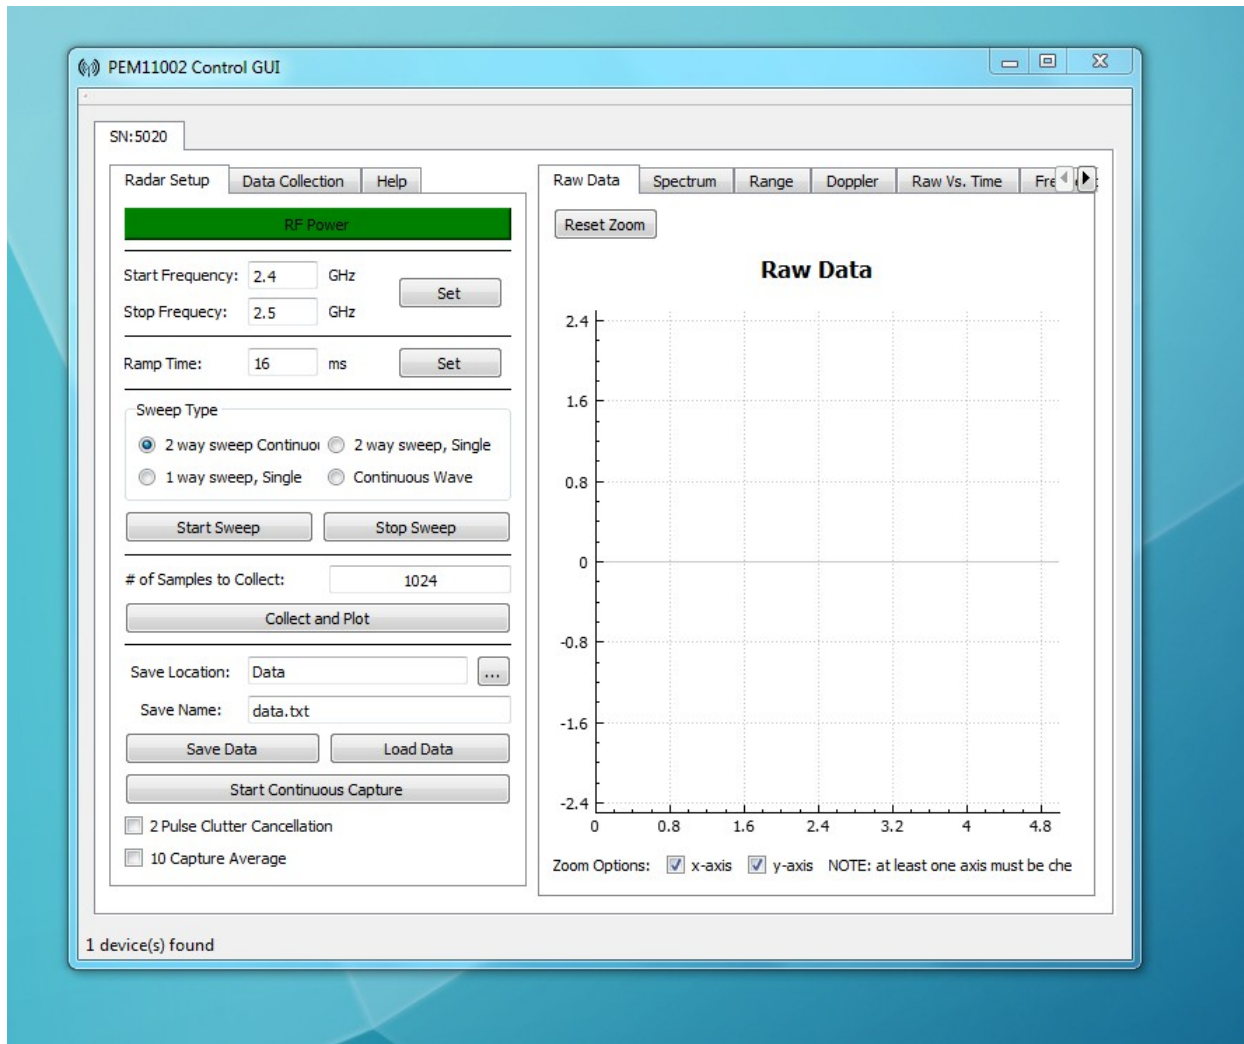 PEM11002 Control GUI
SN:5020
Radar Setup Data Collection Help
RF Power
Start Frequency: 2.4 GHz
Set
Stop Frequecy: 2.5 GHz
Ramp Time: 16 ms Set
Sweep Type
2 way sweep Continuo 2 way sweep, Single
1 way sweep, Single Continuous Wave
Start Sweep Stop Sweep
# of Samples to Collect: 1024
Collect and Plot
Save Location: Data ...
Save Name: data.txt
Save Data Load Data
Start Continuous Capture
2 Pulse Clutter Cancellation
10 Capture Average
Raw Data Spectrum Range Doppler Raw Vs. Time
Reset Zoom
Raw Data
2.4
1.6
0.8
0
-0.8
-1.6
-2.4
0 0.8 1.6 2.4 3.2 4 4.8
Zoom Options: x-axis y-axis NOTE: at least one axis must be che
1 device(s) found